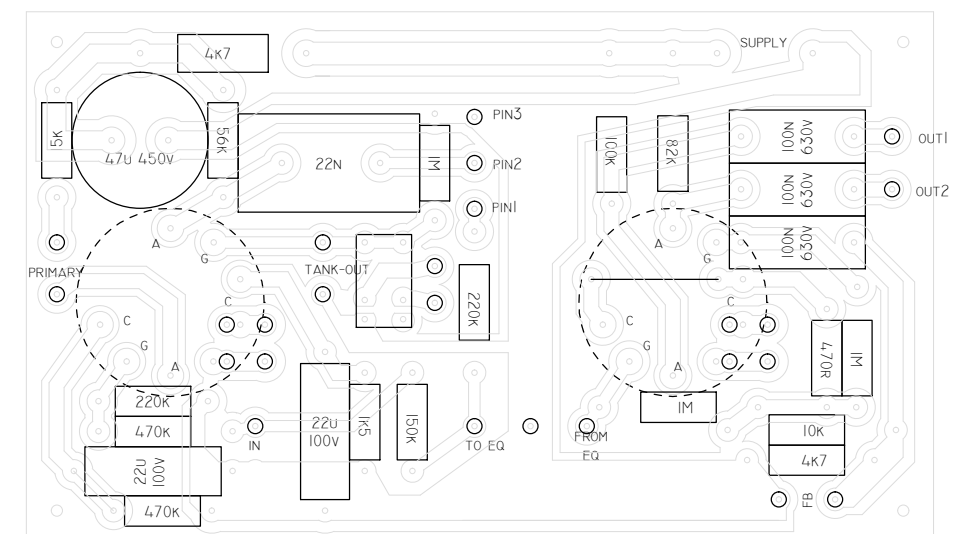 SUPPLY
4K7
PIN3
5K
56K
47U 450V
22N
1M
PIN2
100K
82K
100N
630V
OUT1
PIN1
100N
630V
OUT2
A
G
A
G
100N
630V
PRIMARY
TANK-OUT
C
C
220K
C
G
A
C
G
A
470R
1M
220K
470K
22U
100V
1K5
150K
1M
IN
TO EQ
FROM
EQ
10K
4K7
22U
100V
470K
FB